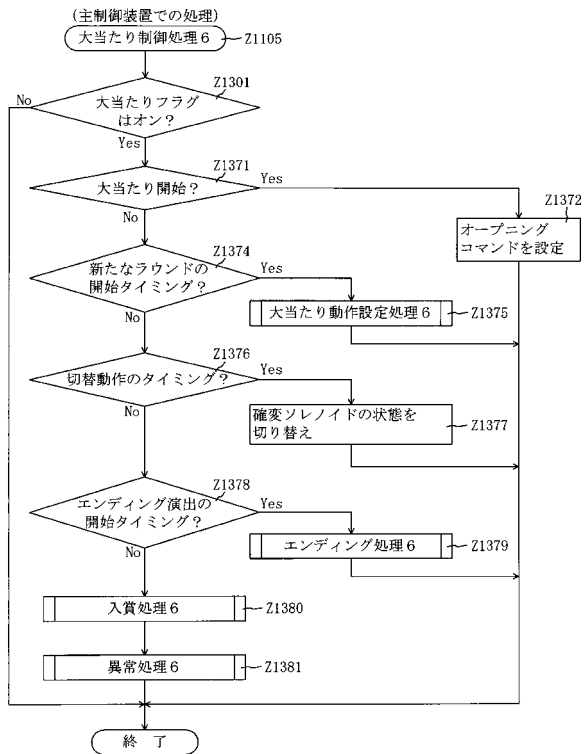 (主制御装置での処理)
大当たり制御処理6
Z1105
Z1301
No
大当たりフラグ
はオン?
Yes
Z1371
大当たり開始?
Yes
No
Z1372
オープニング
コマンドを設定
Z1374
新たなラウンドの
開始タイミング?
Yes
No
大当たり動作設定処理6
Z1375
Z1376
切替動作のタイミング?
Yes
No
確変ソレノイドの状態を
切り替え
Z1377
Z1378
エンディング演出の
開始タイミング?
Yes
No
エンディング処理6
Z1379
入賞処理6
Z1380
異常処理6
Z1381
終 了